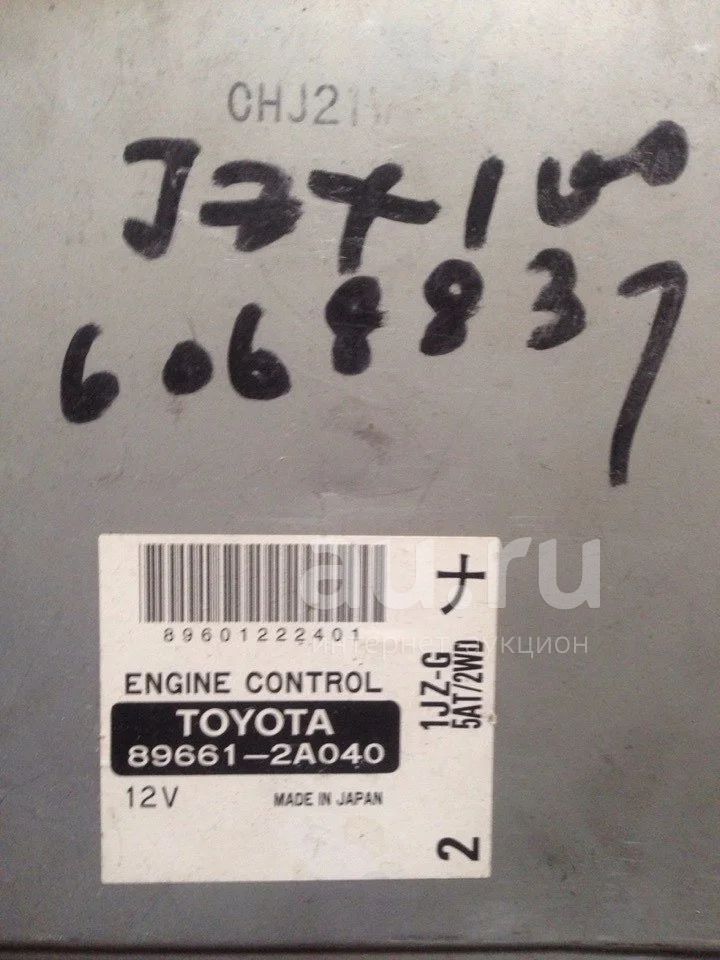 CHJ21
JZX100
6068837
au.ru
интернет аукцион
89601222401
ENGINE CONTROL
TOYOTA
89661-2A040
12V
MADE IN JAPAN
ナ
1JZ-G
5AT/2WD
2